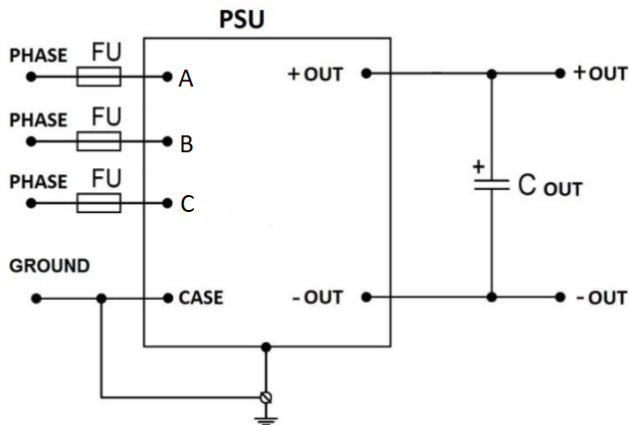 PSU
PHASE FU
A
+OUT
+OUT
PHASE FU
B
PHASE FU
C
+
C OUT
GROUND
CASE
-OUT
-OUT